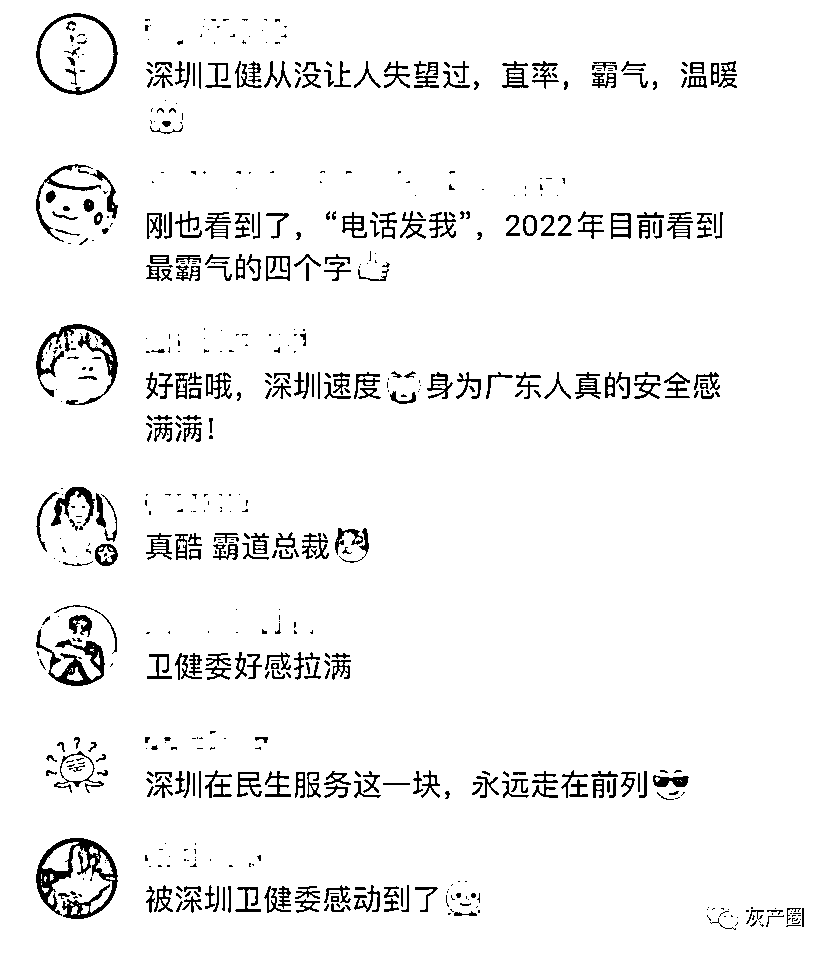 深圳卫健从没让人失望过，直率，霸气，温暖
刚也看到了，“电话发我”，2022年目前看到
最霸气的四个字
好酷哦，深圳速度身为广东人真的安全感
满满！
真酷 霸道总裁
卫健委好感拉满
深圳在民生服务这一块，永远走在前列
被深圳卫健委感动到了
灰产圈